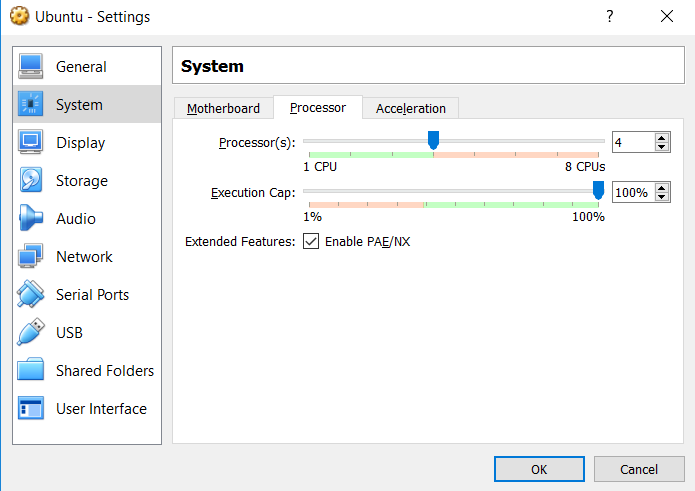 Ubuntu - Settings
?
General
System
Display
Storage
Audio
Network
Serial Ports
USB
Shared Folders
User Interface
System
Motherboard Processor Acceleration
Processor(s): 4
1 CPU 8 CPUs
Execution Cap: 100%
1% 100%
Extended Features: Enable PAE/NX
OK Cancel